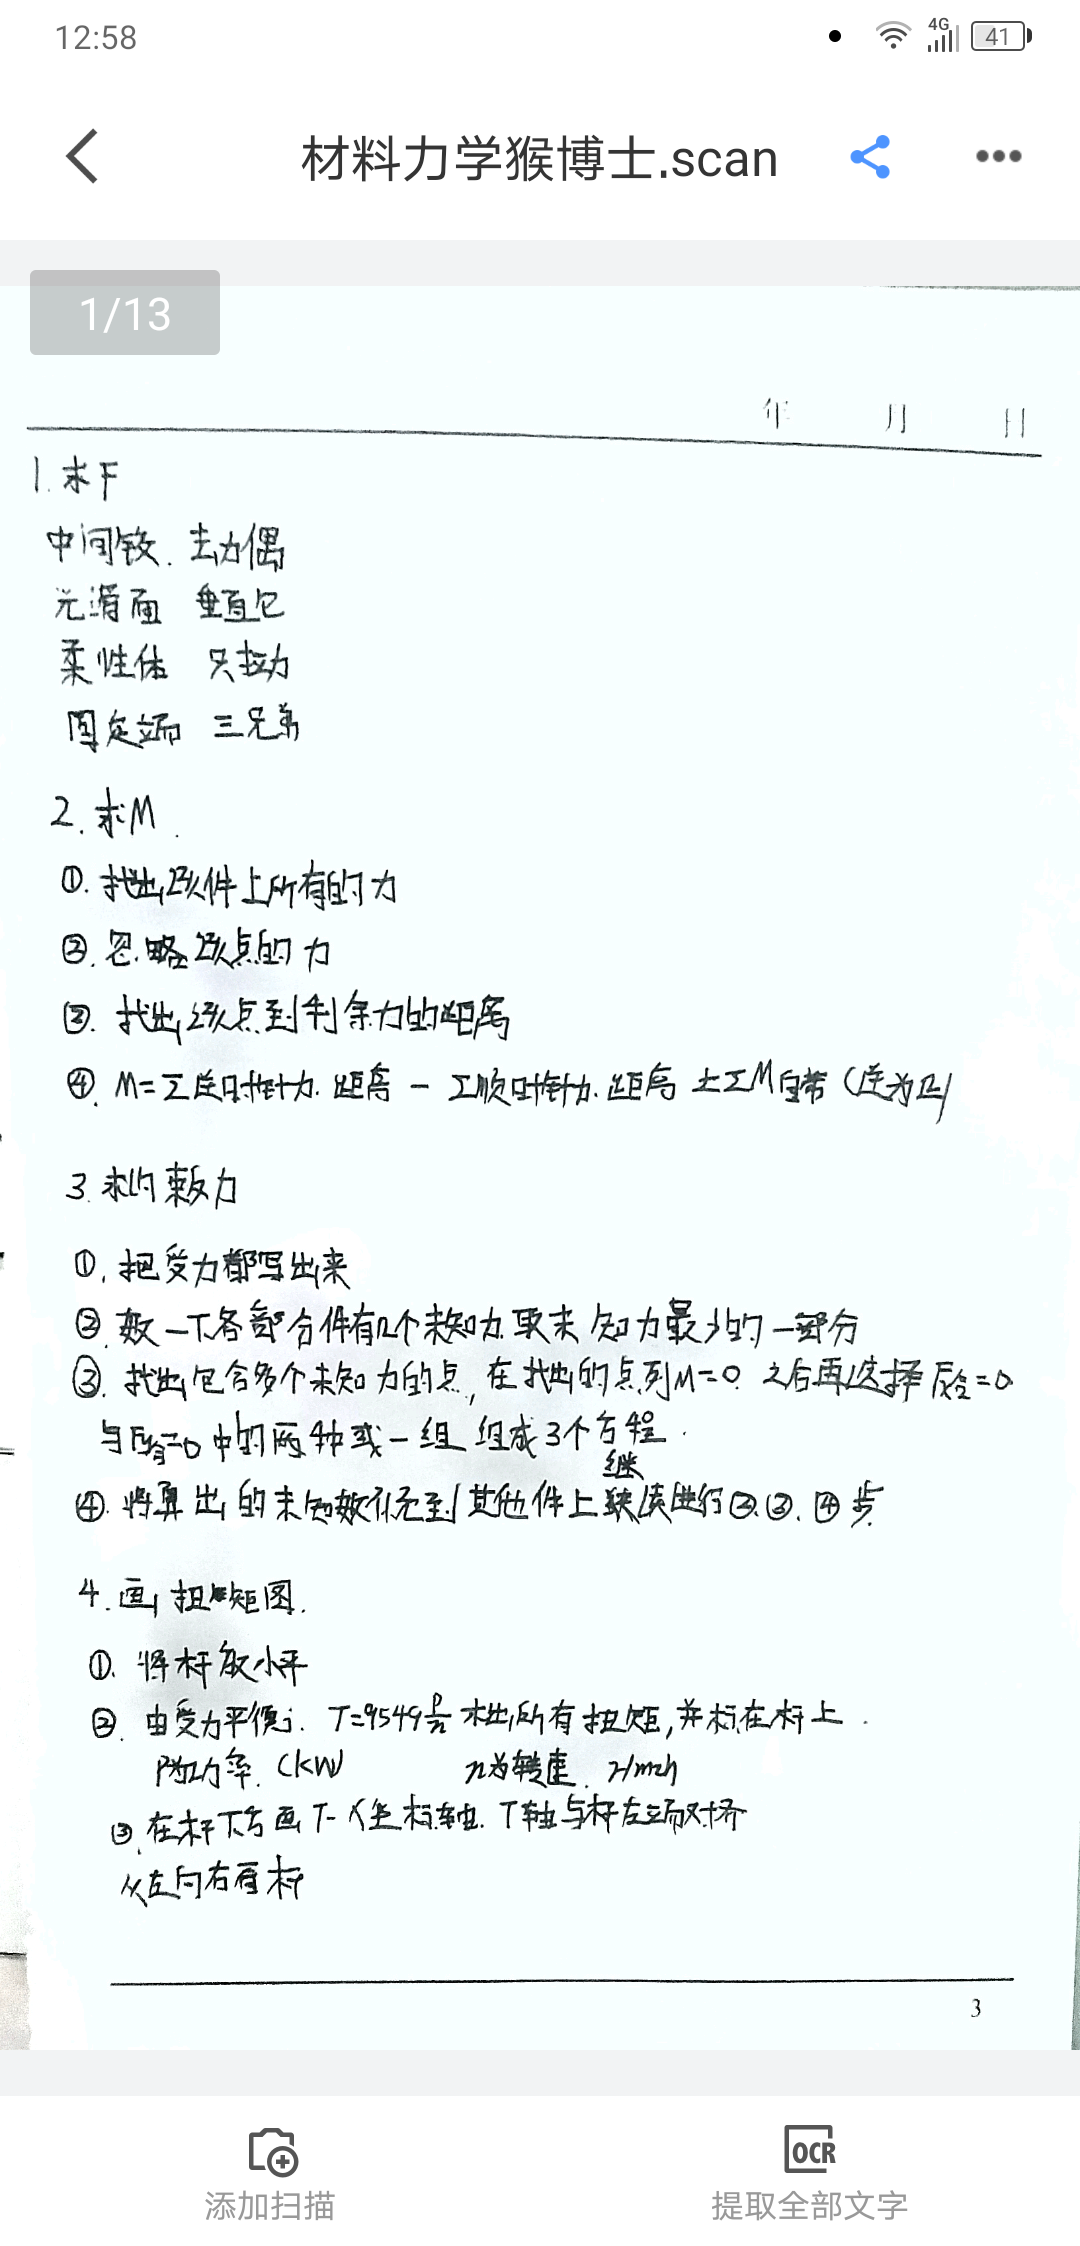 12:58
4G
41
材料力学猴博士.scan
1/13
年 月 日
1. 求F
中间铰. 去力偶
光滑面 垂直它
柔性体 只拉力
固定端 三兄弟
2. 求M.
①. 找出该件上所有的力
②. 忽略该点的力
③. 找出该点到剩余力的距离
④. M=Σ逆时针力·距离 - Σ顺时针力·距离 ±ΣM自带 (逆为正)
3. 求约束反力
①. 把受力都写出来
②. 数一下各部分件有几个未知力. 取未知力最少的一部分
③. 找出包含多个未知力的点, 在找出的点列M=0. 之后再选择F合=0
与F合=0中的两种或一组 组成3个方程.
继
④. 将算出的未知数代无到其他件上续进行②.③.④步.
4. 画扭矩图.
①. 将杆放水平
②. 由受力平衡i. T=9549P/n 求出所有扭矩, 并标在杆上.
P为功率. (kW) n为转速. r/min
③. 在杆下方画T-X坐标轴. T轴与杆左端对齐
从左向右看杆
3
添加扫描
OCR
提取全部文字